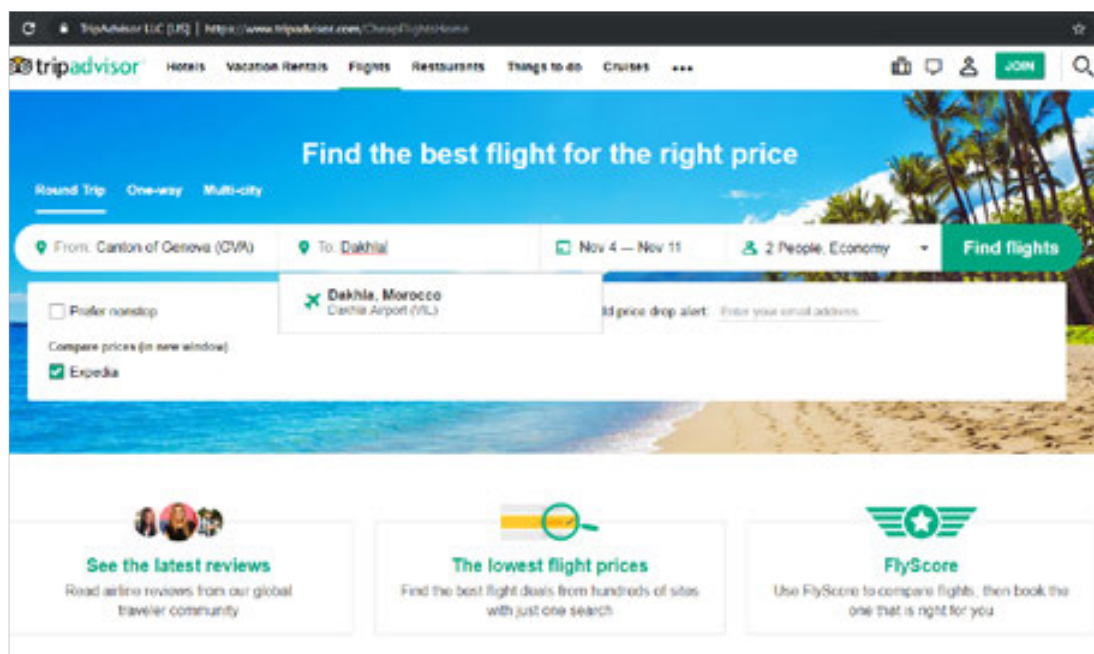 TripAdvisor LLC [US] | https://www.tripadvisor.com/CheapFlightsHome
tripadvisor Hotels Vacation Rentals Flights Restaurants Things to do Cruises ••• JOIN
Find the best flight for the right price
Round Trip One-way Multi-city
From: Canton of Geneva (GVA) To: Dakhla Nov 4 — Nov 11 2 People, Economy Find flights
Dakhla, Morocco
Dakhla Airport (VIL)
Prefer nonstop price drop alert: Enter your email address
Compare prices (in new window)
Expedia
See the latest reviews
Read airline reviews from our global
traveler community
The lowest flight prices
Find the best flight deals from hundreds of sites
with just one search
FlyScore
Use FlyScore to compare flights, then book the
one that is right for you